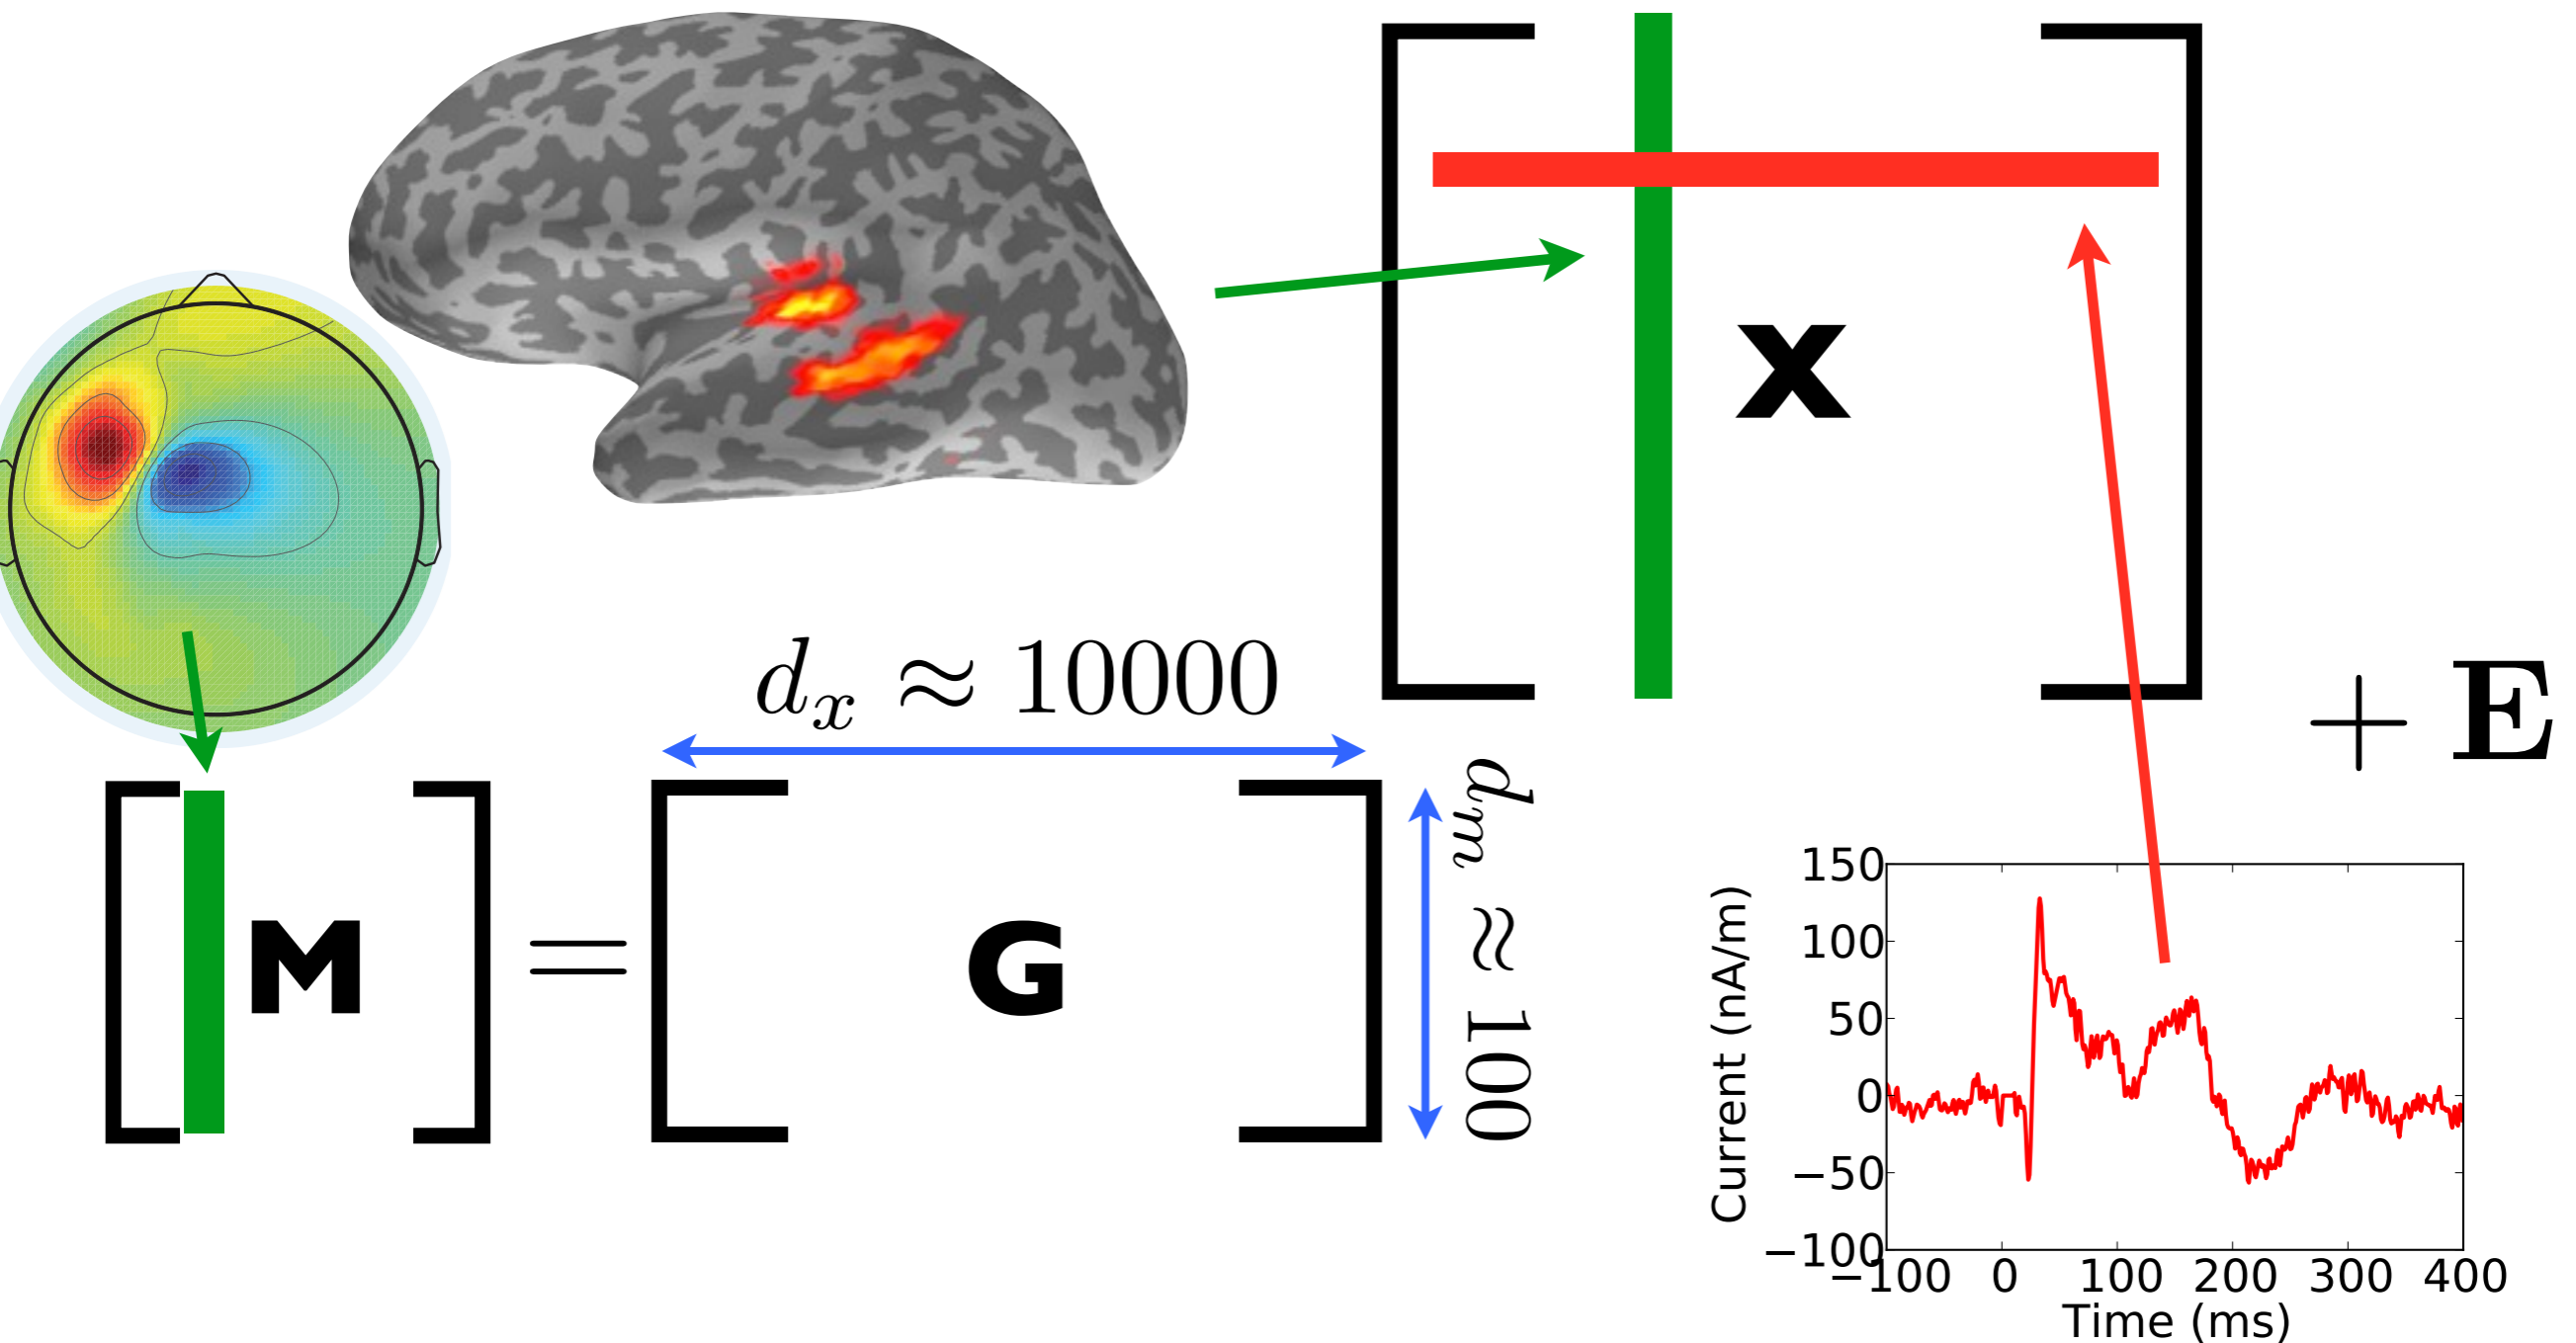 X
d_x ≈ 10000
+ E
d_m ≈ 100
M = G
150
100
50
0
−50
−100
−100 0 100 200 300 400
Current (nA/m)
Time (ms)